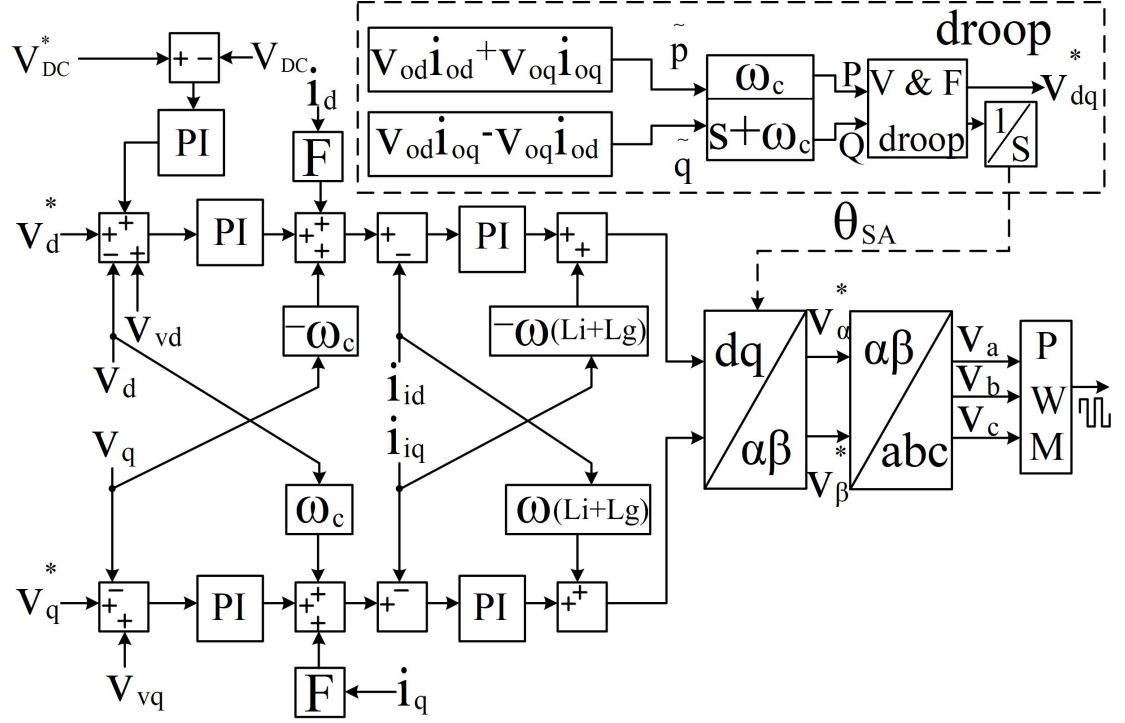 droop
V*DC
+ −
VDC
PI
id
F
vodiod+voqioq
vodioq-voqiod
p̃
q̃
ωc
s+ωc
P
Q
V & F
droop
v*dq
1/S
θSA
v*d
+
+
−
+
PI
+
+
+
+
−
PI
+
+
vvd
vd
−ωc
iid
−ω(Li+Lg)
vq
iiq
ωc
ω(Li+Lg)
dq
αβ
v*α
v*β
αβ
abc
va
vb
vc
P
W
M
v*q
−
+
+
PI
+
+
+
+
−
PI
+
+
vvq
F
iq